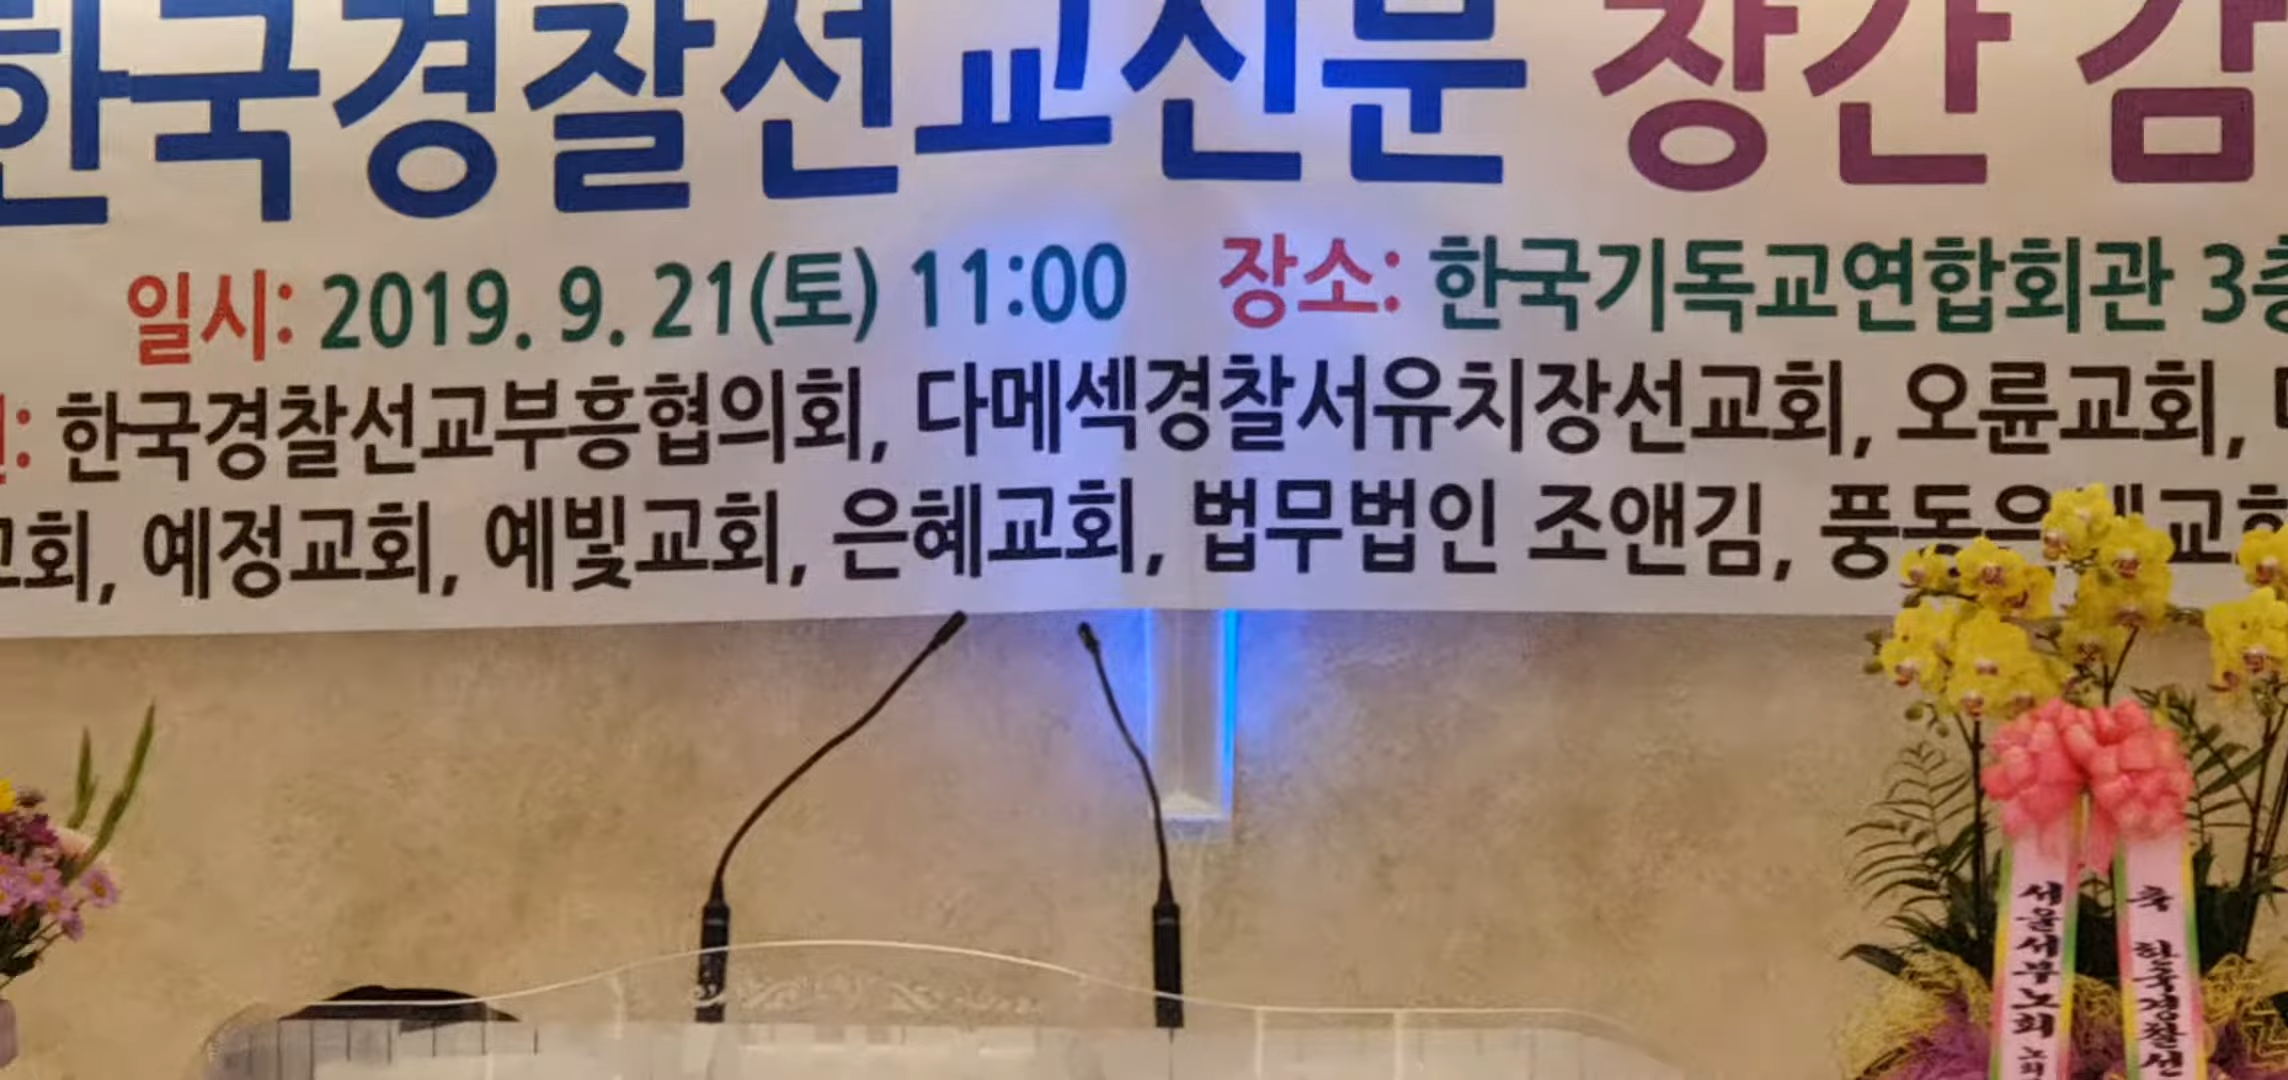 한국경찰선교신문 창간 감
일시: 2019. 9. 21(토) 11:00 장소: 한국기독교연합회관 3층
한국경찰선교부흥협의회, 다메섹경찰서유치장선교회, 오륜교회,
교회, 예정교회, 예빛교회, 은혜교회, 법무법인 조앤김,
서울서부노회
축 한국경찰선